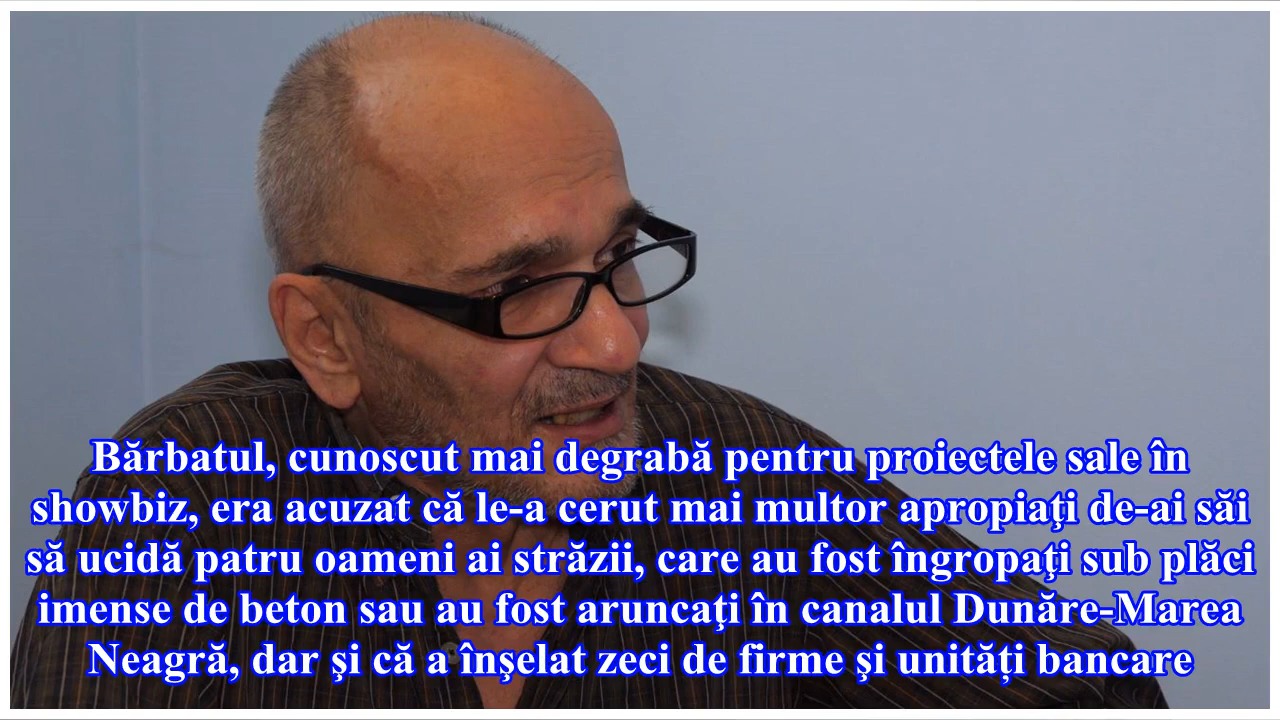 Bărbatul, cunoscut mai degrabă pentru proiectele sale în
showbiz, era acuzat că le-a cerut mai multor apropiaţi de-ai săi
să ucidă patru oameni ai străzii, care au fost îngropaţi sub plăci
imense de beton sau au fost aruncaţi în canalul Dunăre-Marea
Neagră, dar şi că a înşelat zeci de firme şi unități bancare